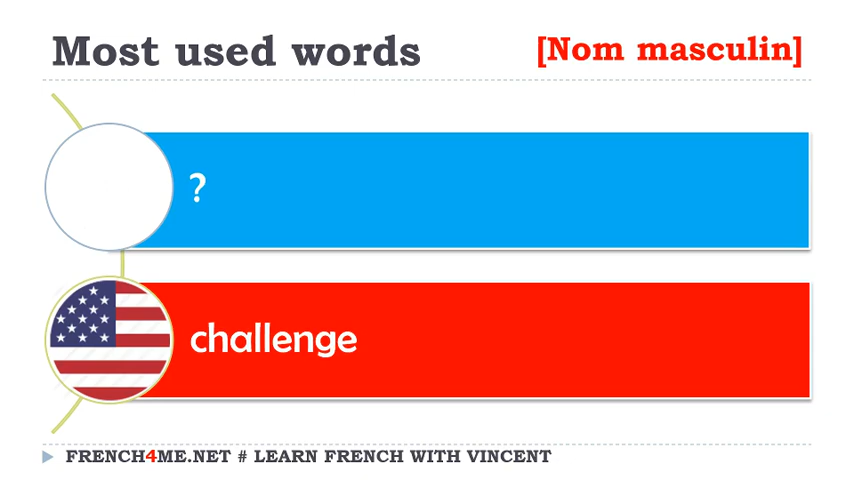 Most used words
[Nom masculin]
?
challenge
FRENCH4ME.NET # LEARN FRENCH WITH VINCENT